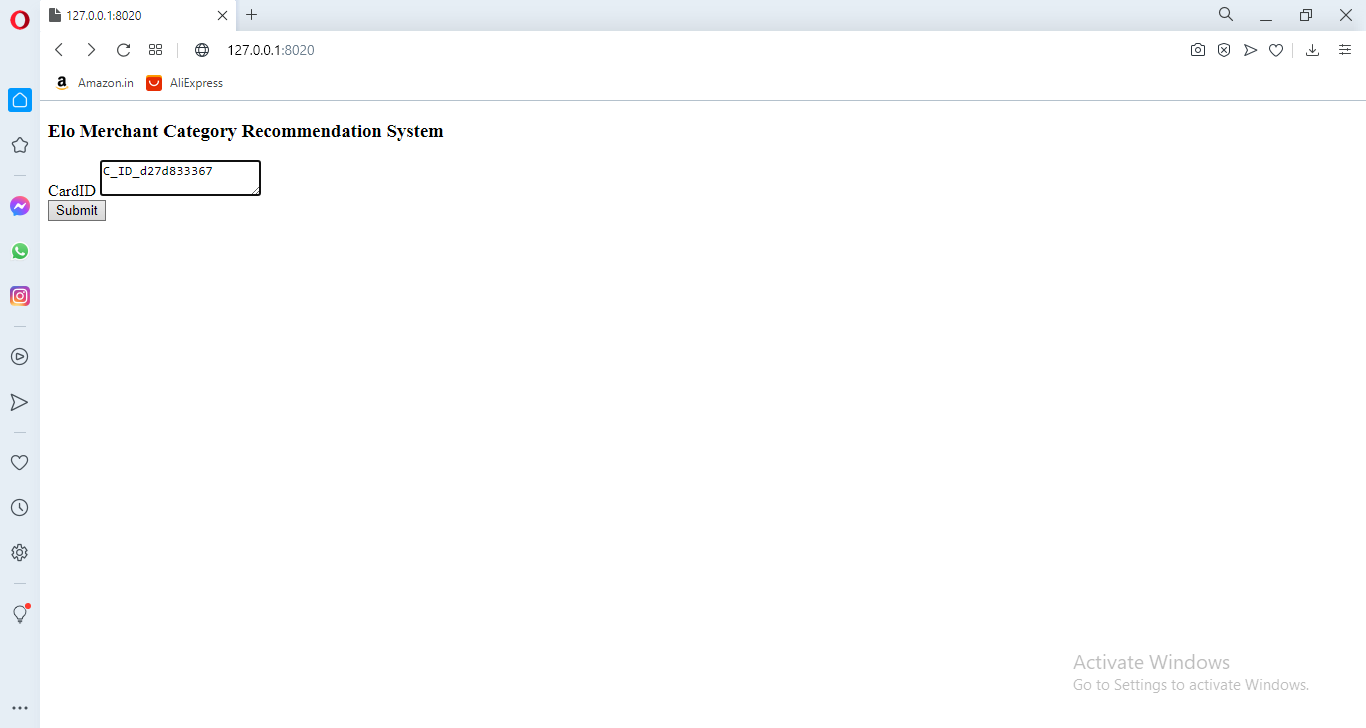 127.0.0.1:8020
127.0.0.1:8020
Amazon.in AliExpress
Elo Merchant Category Recommendation System
CardID C_ID_d27d833367
Submit
Activate Windows
Go to Settings to activate Windows.